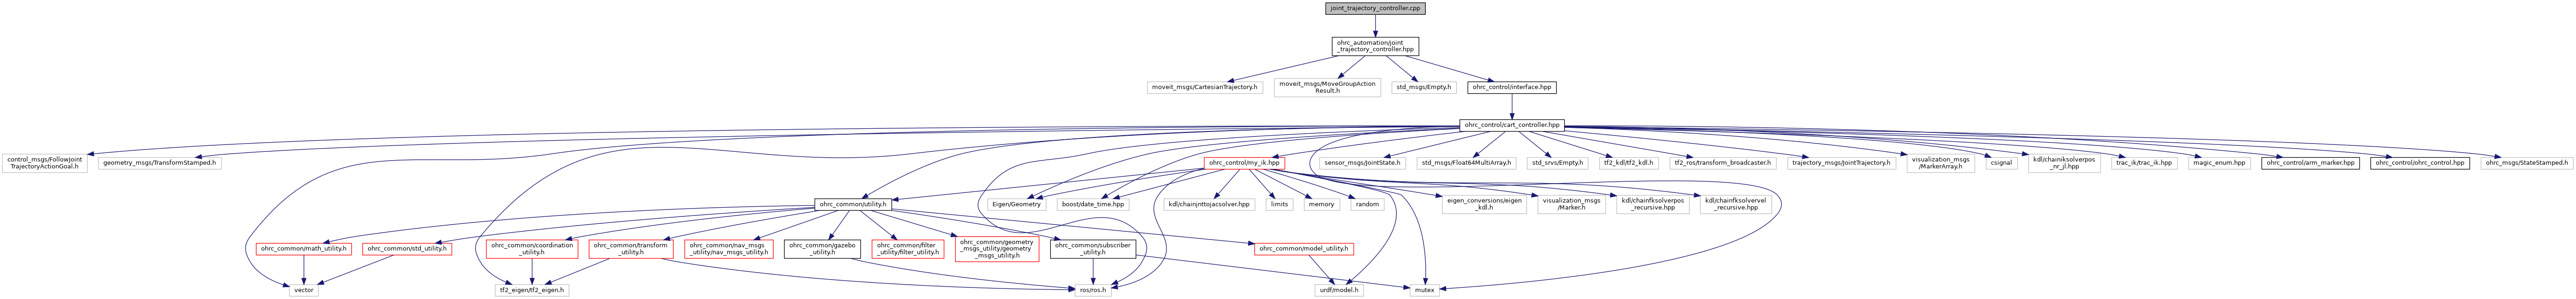 joint_trajectory_controller.cpp
ohrc_automation/joint
_trajectory_controller.hpp
moveit_msgs/CartesianTrajectory.h
moveit_msgs/MoveGroupAction
Result.h
std_msgs/Empty.h
ohrc_control/interface.hpp
ohrc_control/cart_controller.hpp
control_msgs/FollowJoint
TrajectoryActionGoal.h
geometry_msgs/TransformStamped.h
ohrc_control/my_ik.hpp
sensor_msgs/JointState.h
std_msgs/Float64MultiArray.h
std_srvs/Empty.h
tf2_kdl/tf2_kdl.h
tf2_ros/transform_broadcaster.h
trajectory_msgs/JointTrajectory.h
visualization_msgs
/MarkerArray.h
csignal
kdl/chainiksolverpos
_nr_jl.hpp
trac_ik/trac_ik.hpp
magic_enum.hpp
ohrc_control/arm_marker.hpp
ohrc_control/ohrc_control.hpp
ohrc_msgs/StateStamped.h
ohrc_common/utility.h
Eigen/Geometry
boost/date_time.hpp
kdl/chainjnttojacsolver.hpp
limits
memory
random
eigen_conversions/eigen
_kdl.h
visualization_msgs
/Marker.h
kdl/chainfksolverpos
_recursive.hpp
kdl/chainfksolvervel
_recursive.hpp
ohrc_common/math_utility.h
ohrc_common/std_utility.h
ohrc_common/coordination
_utility.h
ohrc_common/transform
_utility.h
ohrc_common/nav_msgs
_utility/nav_msgs_utility.h
ohrc_common/gazebo
_utility.h
ohrc_common/filter
_utility/filter_utility.h
ohrc_common/geometry
_msgs_utility/geometry
_msgs_utility.h
ohrc_common/subscriber
_utility.h
ohrc_common/model_utility.h
vector
tf2_eigen/tf2_eigen.h
ros/ros.h
urdf/model.h
mutex